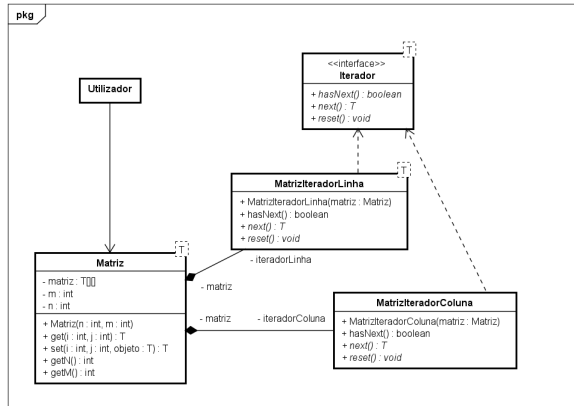 pkg
T
<<interface>>
Iterador
+ hasNext() : boolean
+ next() : T
+ reset() : void
Utilizador
T
MatrizIteradorLinha
+ MatrizIteradorLinha(matriz : Matriz)
+ hasNext() : boolean
+ next() : T
+ reset() : void
- iteradorLinha
- matriz
T
Matriz
- matriz : T[][]
- m : int
- n : int
+ Matriz(n : int, m : int)
+ get(i : int, j : int) : T
+ set(i : int, j : int, objeto : T) : T
+ getN() : int
+ getM() : int
- matriz
- iteradorColuna
MatrizIteradorColuna
+ MatrizIteradorColuna(matriz : Matriz)
+ hasNext() : boolean
+ next() : T
+ reset() : void